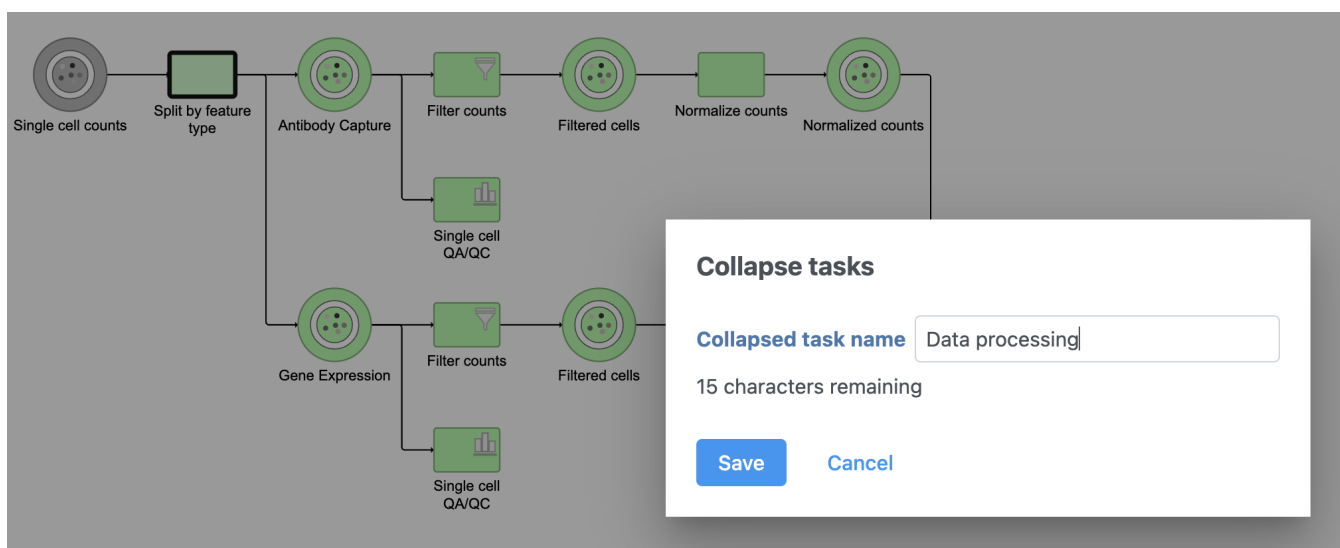 Single cell counts
Split by feature
type
Antibody Capture
Filter counts
Filtered cells
Normalize counts
Normalized counts
Single cell
QA/QC
Gene Expression
Filter counts
Filtered cells
Single cell
QA/QC
Collapse tasks
Collapsed task name Data processing
15 characters remaining
Save Cancel